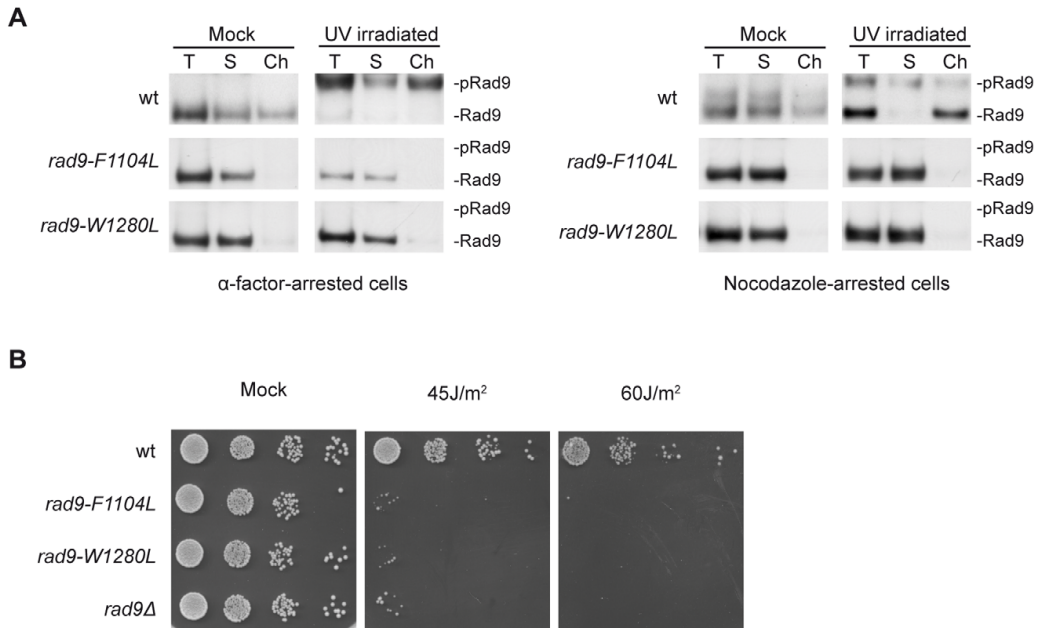 A
Mock UV irradiated Mock UV irradiated
T S Ch T S Ch T S Ch T S Ch
wt -pRad9 wt -pRad9
-Rad9 -Rad9
rad9-F1104L -pRad9 rad9-F1104L -pRad9
-Rad9 -Rad9
rad9-W1280L -pRad9 rad9-W1280L -pRad9
-Rad9 -Rad9
α-factor-arrested cells Nocodazole-arrested cells
B
Mock 45J/m² 60J/m²
wt
rad9-F1104L
rad9-W1280L
rad9Δ